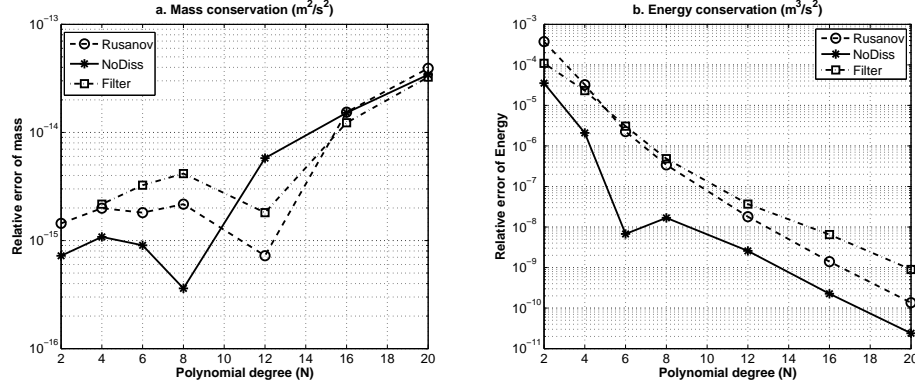 a. Mass conservation (m²/s²)
10⁻¹³
10⁻¹⁴
10⁻¹⁵
10⁻¹⁶
Relative error of mass
Rusanov
NoDiss
Filter
2 4 6 8 10 12 14 16 18 20
Polynomial degree (N)
b. Energy conservation (m³/s²)
10⁻³
10⁻⁴
10⁻⁵
10⁻⁶
10⁻⁷
10⁻⁸
10⁻⁹
10⁻¹⁰
10⁻¹¹
Relative error of Energy
Rusanov
NoDiss
Filter
2 4 6 8 10 12 14 16 18 20
Polynomial degree (N)